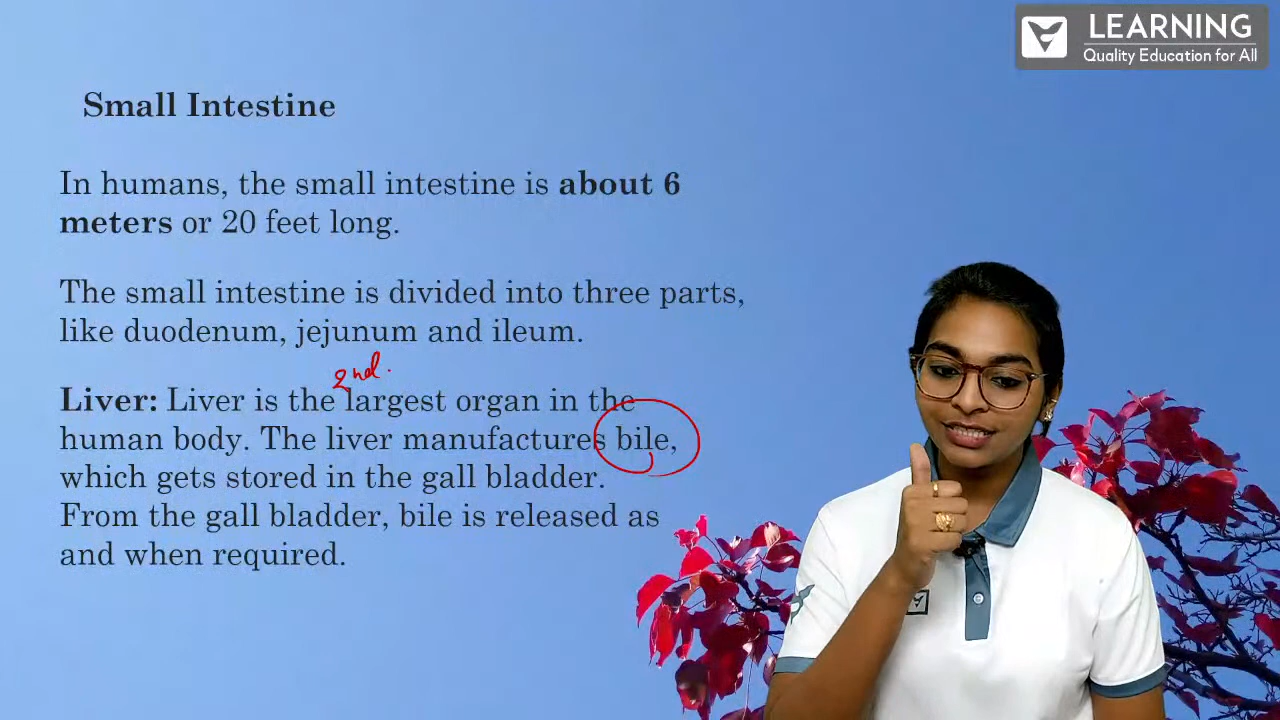 LEARNING
Quality Education for All
Small Intestine
In humans, the small intestine is about 6
meters or 20 feet long.
The small intestine is divided into three parts,
like duodenum, jejunum and ileum.
2nd.
Liver: Liver is the largest organ in the
human body. The liver manufactures bile,
which gets stored in the gall bladder.
From the gall bladder, bile is released as
and when required.